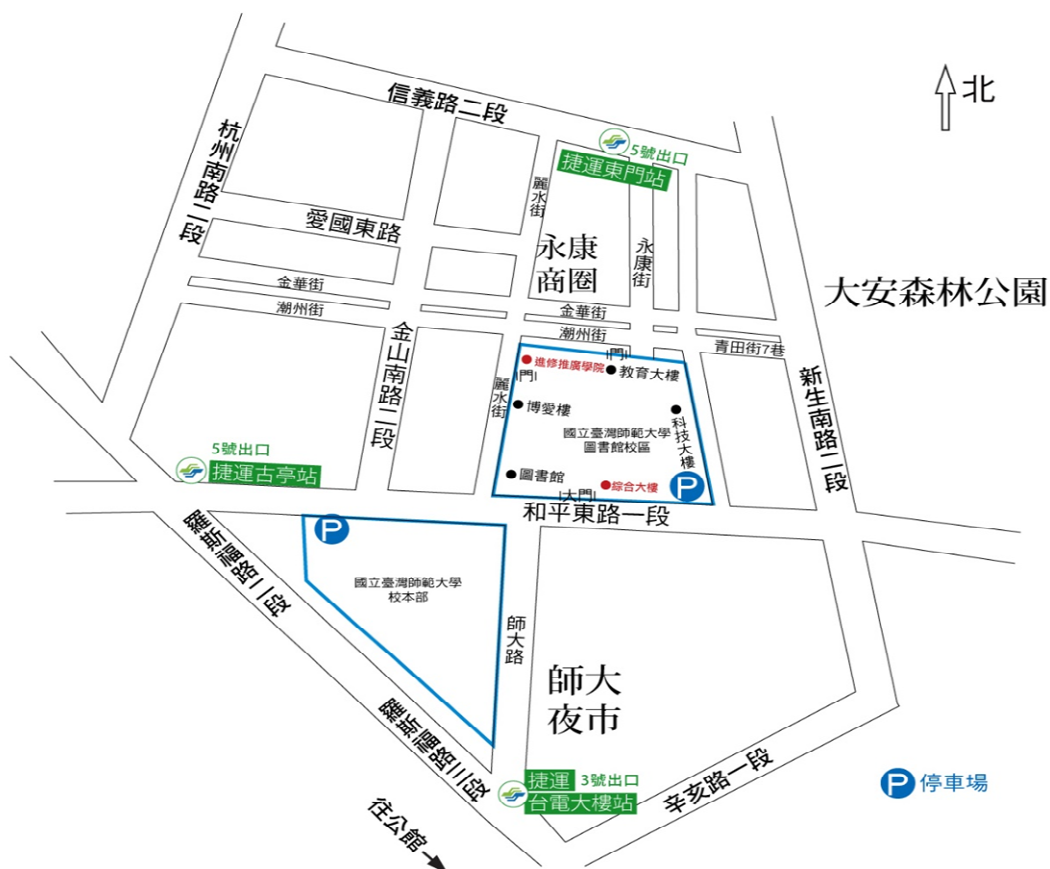 北
信義路二段
5號出口
捷運東門站
杭州南路二段
麗水街
愛國東路
永康
商圈
永康街
大安森林公園
金華街
金華街
潮州街
潮州街
青田街7巷
金山南路二段
門
進修推廣學院
教育大樓
門
麗水街
新生南路二段
博愛樓
科技大樓
國立臺灣師範大學
圖書館校區
5號出口
捷運古亭站
圖書館
綜合大樓
P
大門
和平東路一段
P
羅斯福路二段
國立臺灣師範大學
校本部
師大路
師大
夜市
羅斯福路三段
捷運 3號出口
台電大樓站
辛亥路一段
P 停車場
往公館